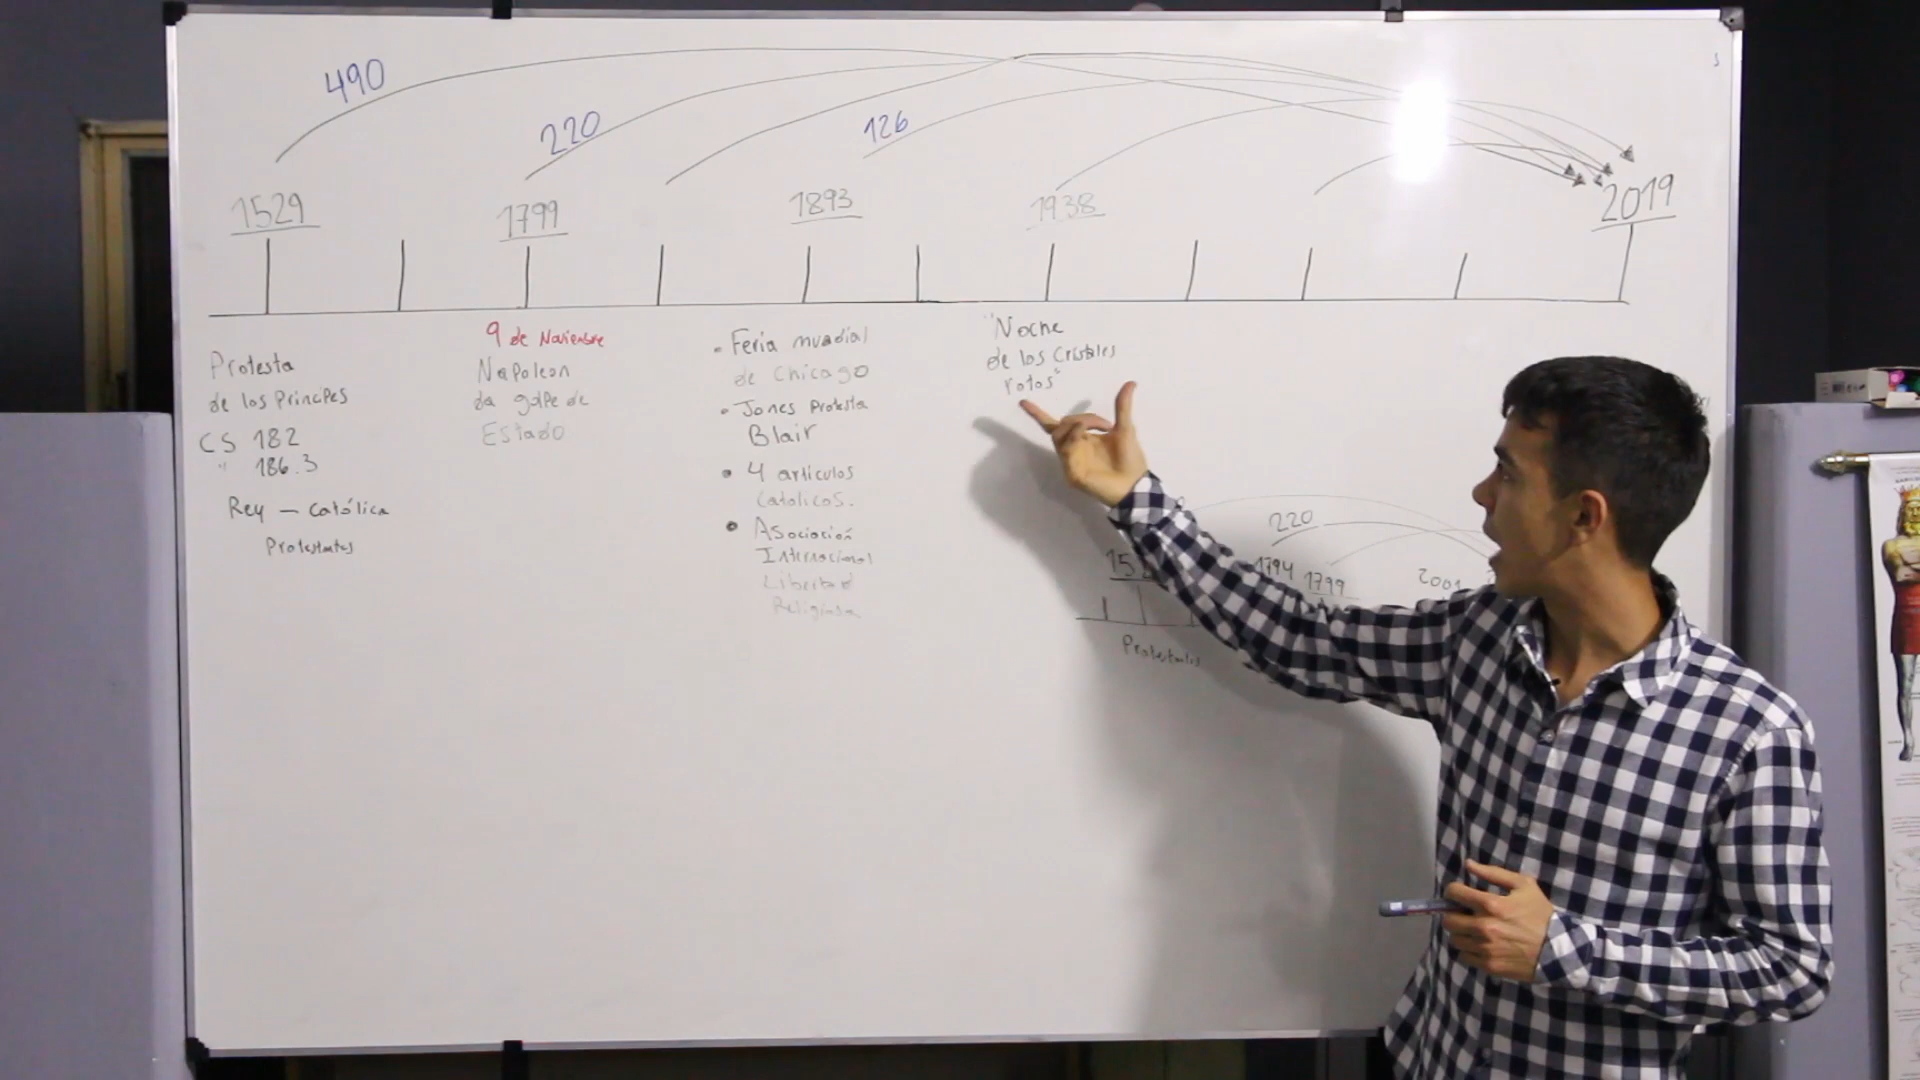 490
220
126
1529
1799
1893
1938
2019
Protesta
de los Principes
CS 182
" 186.3
Rey — Católica
Protestantes
9 de Noviembre
Napoleon
da golpe de
Estado
• Feria mundial
de Chicago
• Jones Protesta
Blair
• 4 articulos
Catolicos.
• Asociación
Internacional
Libertad
Religiosa
"Noche
de los Cristales
rotos"
220
1794
1799
2001
Protestantes